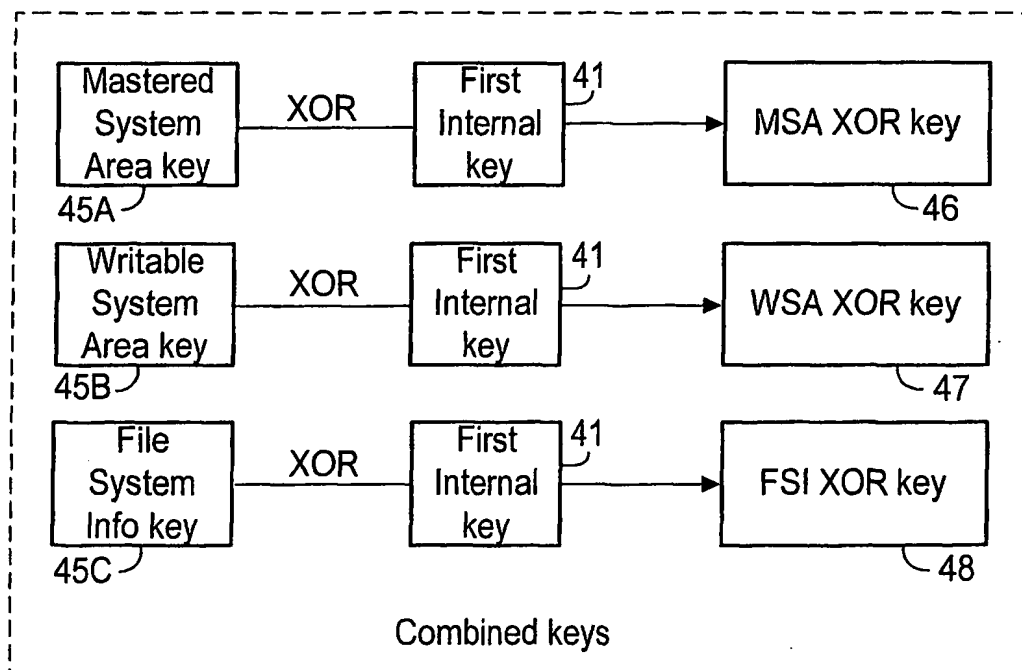 Mastered
System
Area key
XOR
First
Internal
key
41
MSA XOR key
45A
46
Writable
System
Area key
XOR
First
Internal
key
41
WSA XOR key
45B
47
File
System
Info key
XOR
First
Internal
key
41
FSI XOR key
45C
48
Combined keys